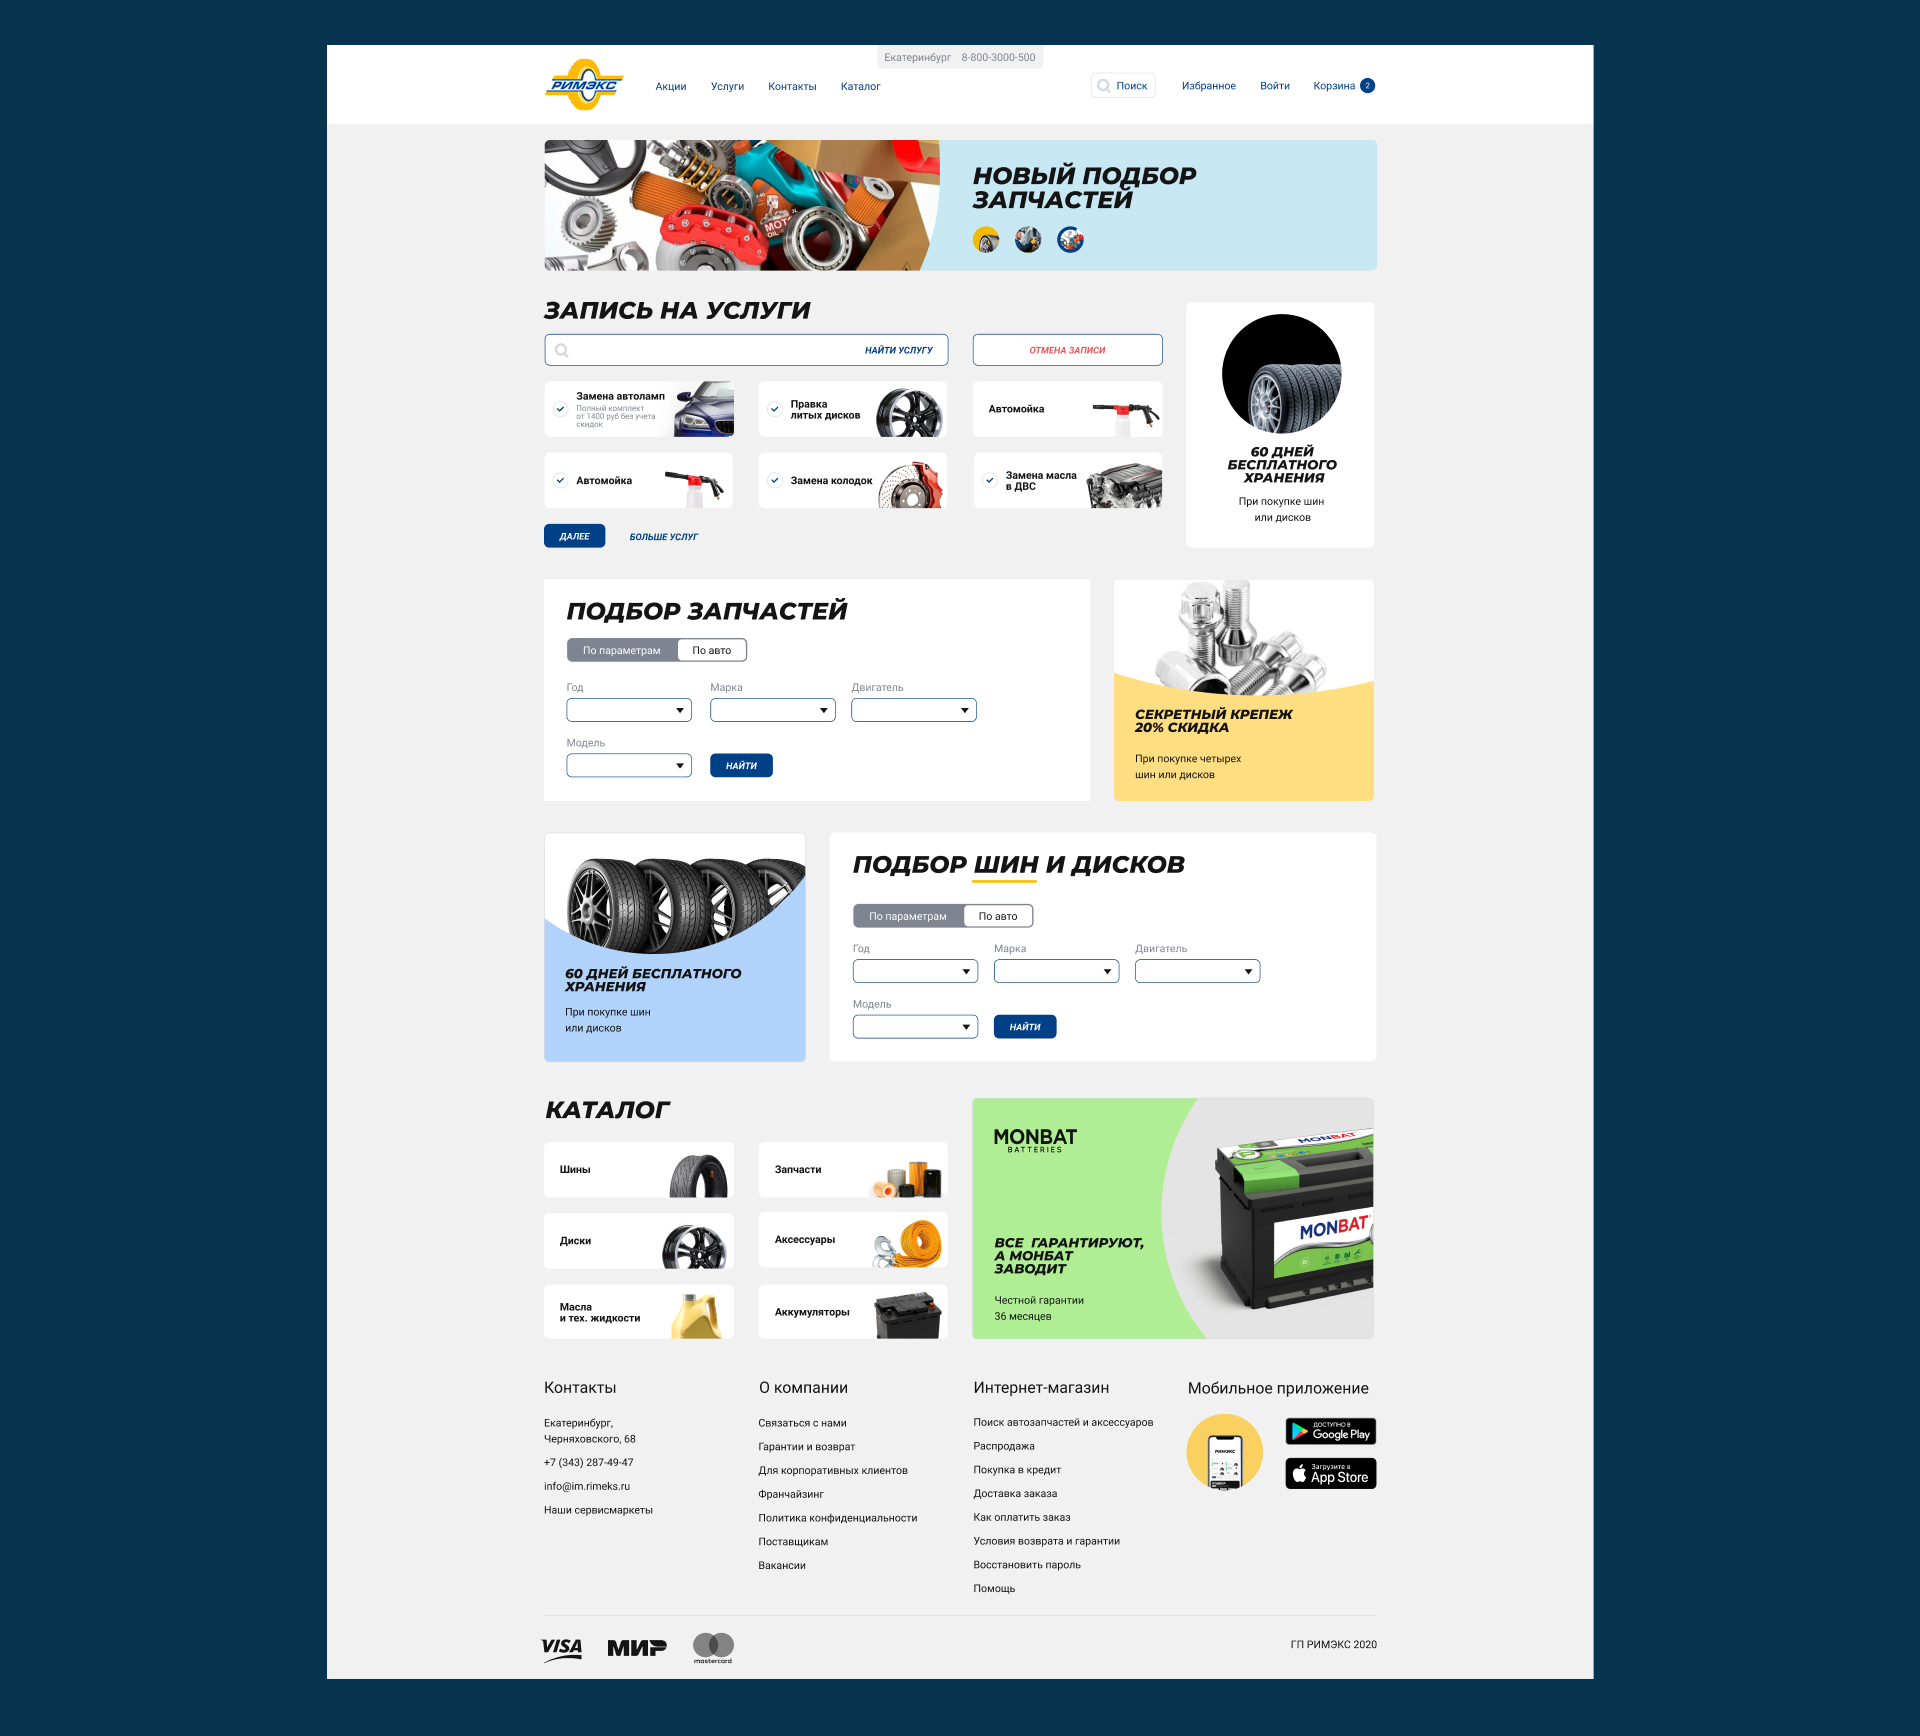 Екатеринбург 8-800-3000-500
РИМЭКС
Акции Услуги Контакты Каталог
Поиск Избранное Войти Корзина 2
НОВЫЙ ПОДБОР
ЗАПЧАСТЕЙ
MOTO
OIL
ЗАПИСЬ НА УСЛУГИ
НАЙТИ УСЛУГУ
ОТМЕНА ЗАПИСИ
Замена автоламп
Полный комплект
от 1400 руб без учета
скидок
Правка
литых дисков
Автомойка
Автомойка
Замена колодок
Замена масла
в ДВС
ДАЛЕЕ
БОЛЬШЕ УСЛУГ
60 ДНЕЙ
БЕСПЛАТНОГО
ХРАНЕНИЯ
При покупке шин
или дисков
ПОДБОР ЗАПЧАСТЕЙ
По параметрам По авто
Год Марка Двигатель
Модель
НАЙТИ
СЕКРЕТНЫЙ КРЕПЕЖ
20% СКИДКА
При покупке четырех
шин или дисков
60 ДНЕЙ БЕСПЛАТНОГО
ХРАНЕНИЯ
При покупке шин
или дисков
ПОДБОР ШИН И ДИСКОВ
По параметрам По авто
Год Марка Двигатель
Модель
НАЙТИ
КАТАЛОГ
Шины
Запчасти
Диски
Аксессуары
Масла
и тех. жидкости
Аккумуляторы
MONBAT
BATTERIES
ВСЕ ГАРАНТИРУЮТ,
А МОНБАТ
ЗАВОДИТ
Честной гарантии
36 месяцев
MONBAT
MONBAT
Контакты
Екатеринбург,
Черняховского, 68
+7 (343) 287-49-47
info@im.rimeks.ru
Наши сервисмаркеты
О компании
Связаться с нами
Гарантии и возврат
Для корпоративных клиентов
Франчайзинг
Политика конфиденциальности
Поставщикам
Вакансии
Интернет-магазин
Поиск автозапчастей и аксессуаров
Распродажа
Покупка в кредит
Доставка заказа
Как оплатить заказ
Условия возврата и гарантии
Восстановить пароль
Помощь
Мобильное приложение
РИМЭКС
ДОСТУПНО В
Google Play
Загрузите в
App Store
VISA
МИР
mastercard
ГП РИМЭКС 2020